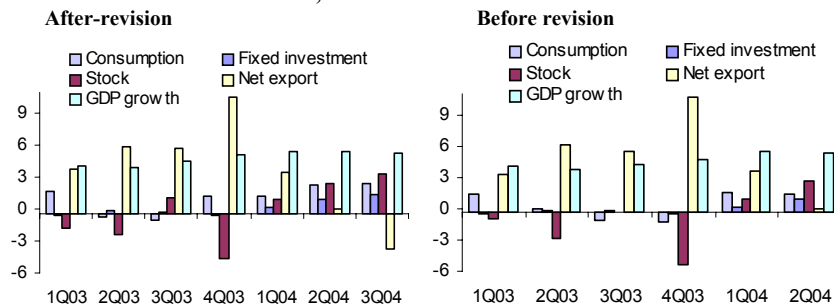 After-revision
Consumption Fixed investment
Stock Net export
GDP growth
9
6
3
0
-3
-6
1Q03 2Q03 3Q03 4Q03 1Q04 2Q04 3Q04
Before revision
Consumption Fixed investment
Stock Net export
GDP growth
9
6
3
0
-3
-6
1Q03 2Q03 3Q03 4Q03 1Q04 2Q04